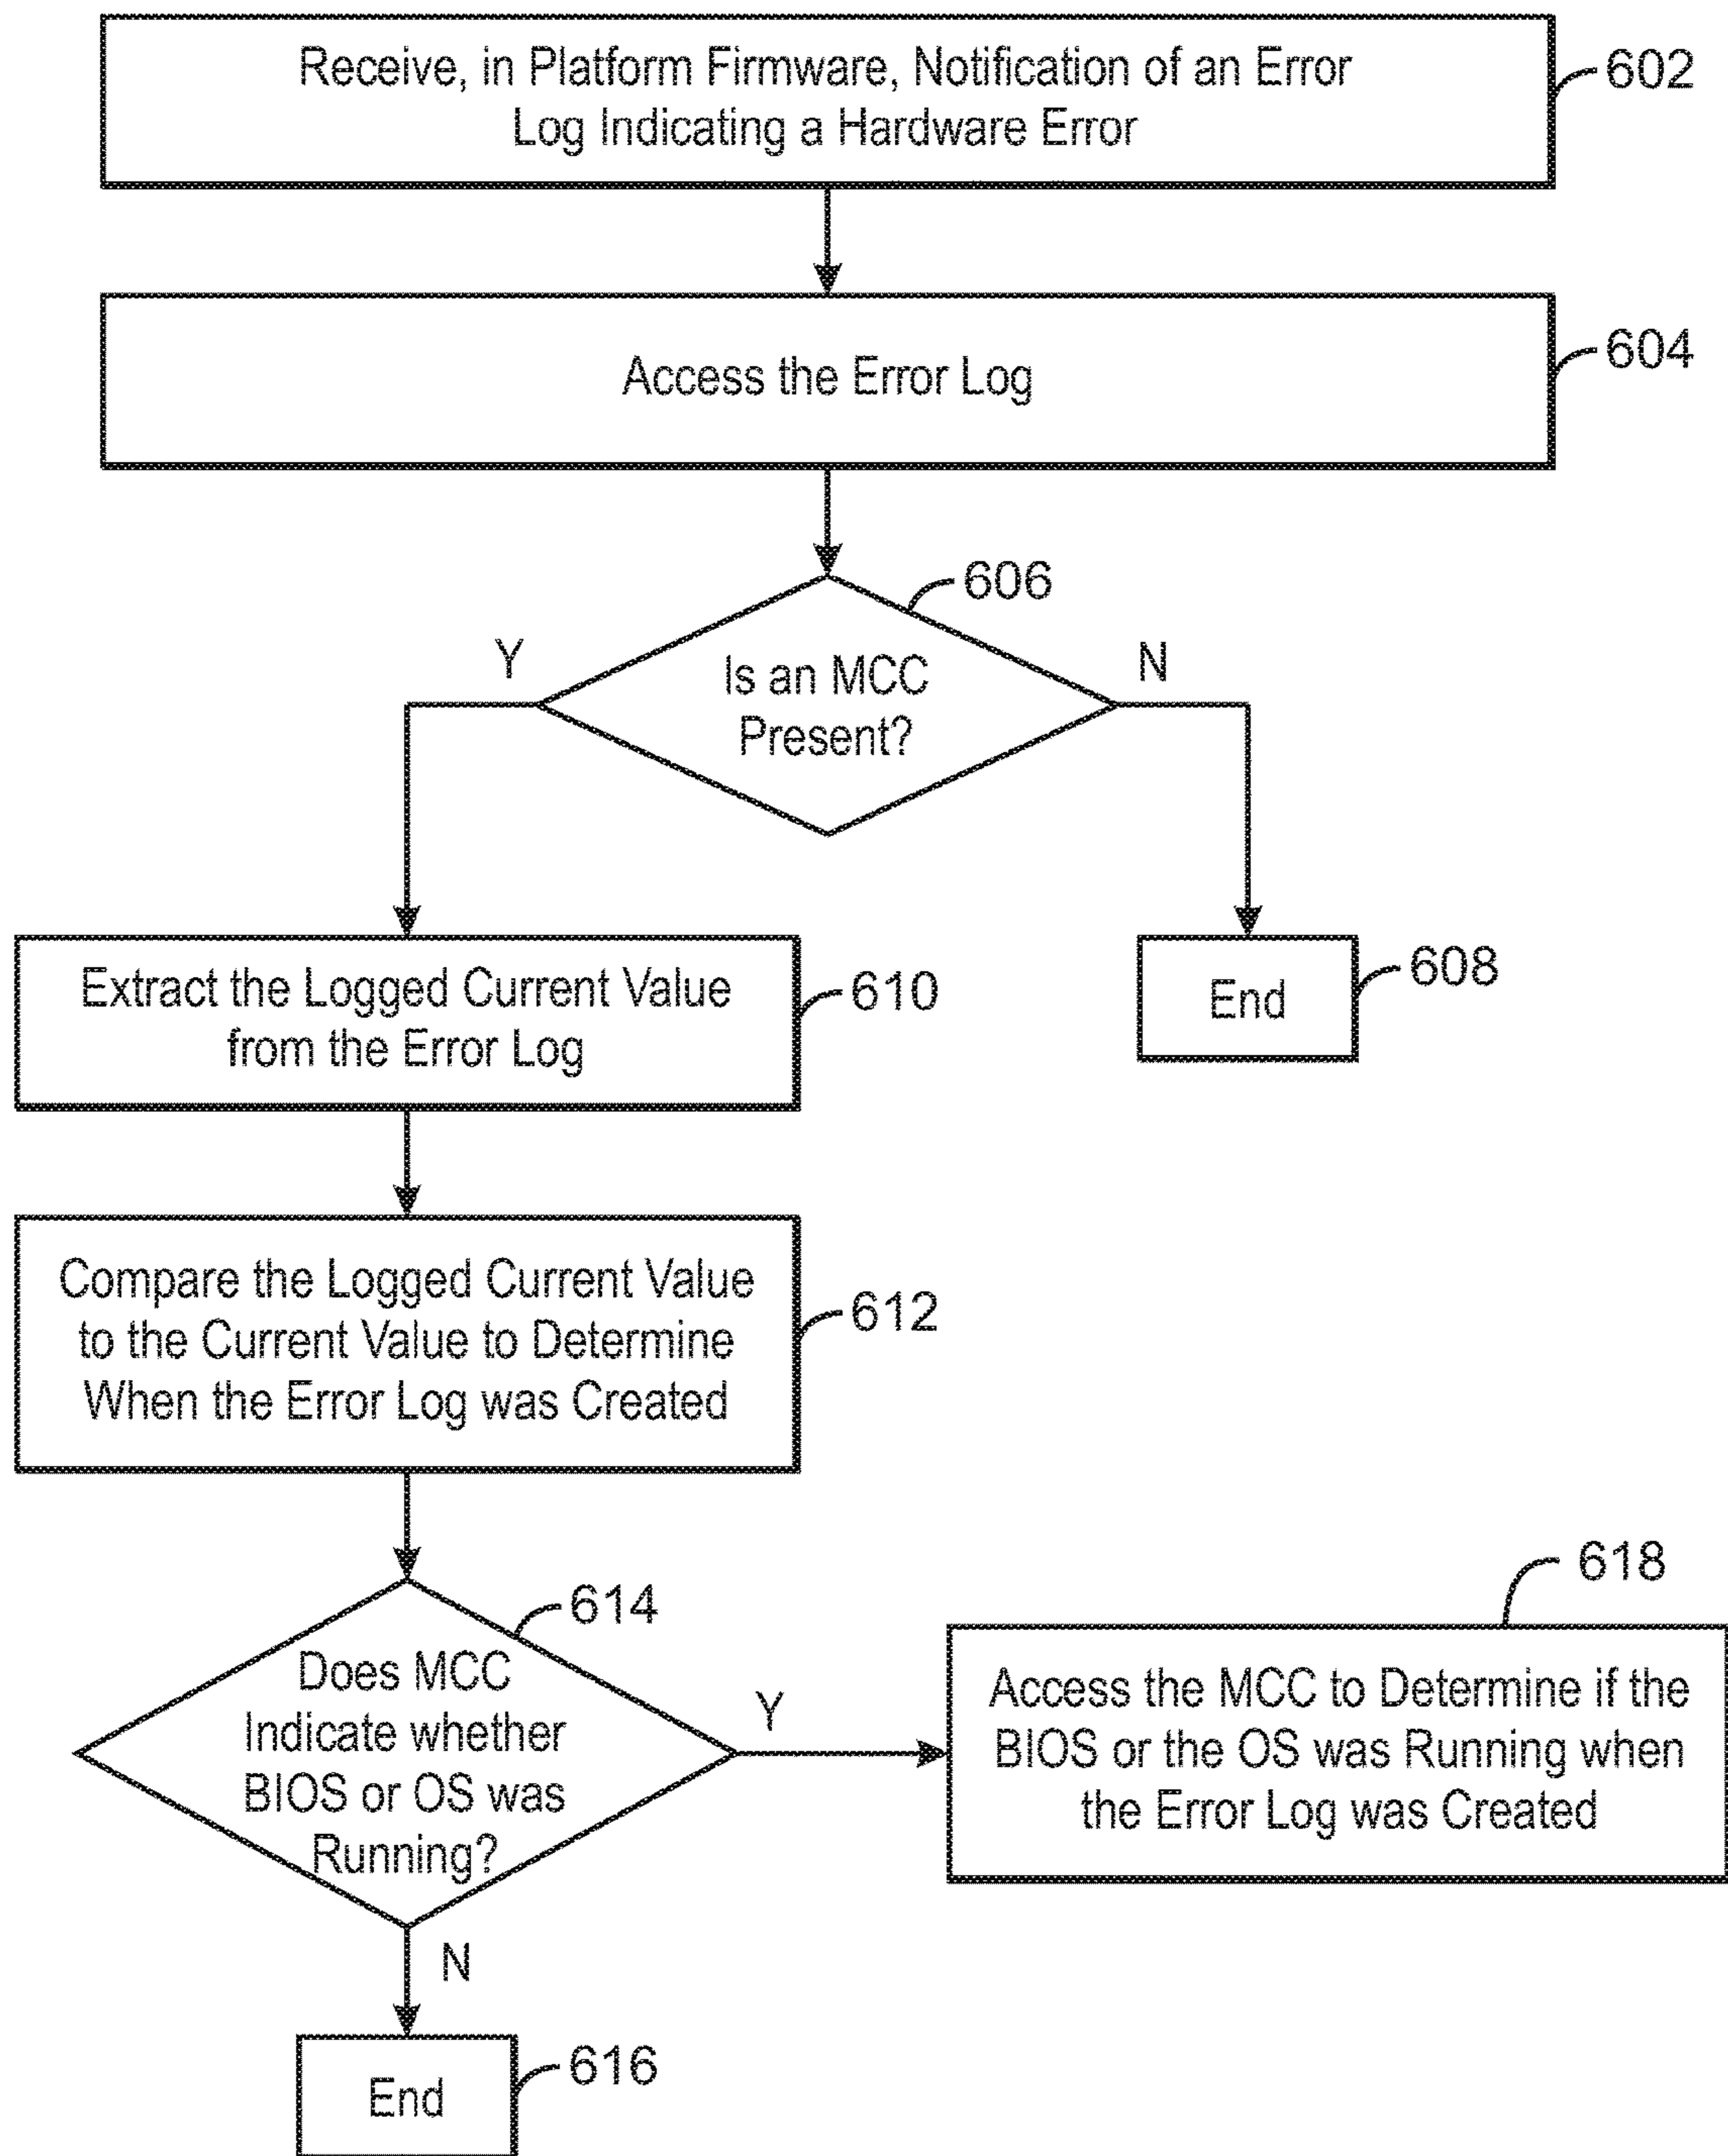 Receive, in Platform Firmware, Notification of an Error
Log Indicating a Hardware Error
602
Access the Error Log
604
606
Y
Is an MCC
Present?
N
Extract the Logged Current Value
from the Error Log
610
End
608
Compare the Logged Current Value
to the Current Value to Determine
When the Error Log was Created
612
614
Does MCC
Indicate whether
BIOS or OS was
Running?
Y
618
Access the MCC to Determine if the
BIOS or the OS was Running when
the Error Log was Created
N
End
616